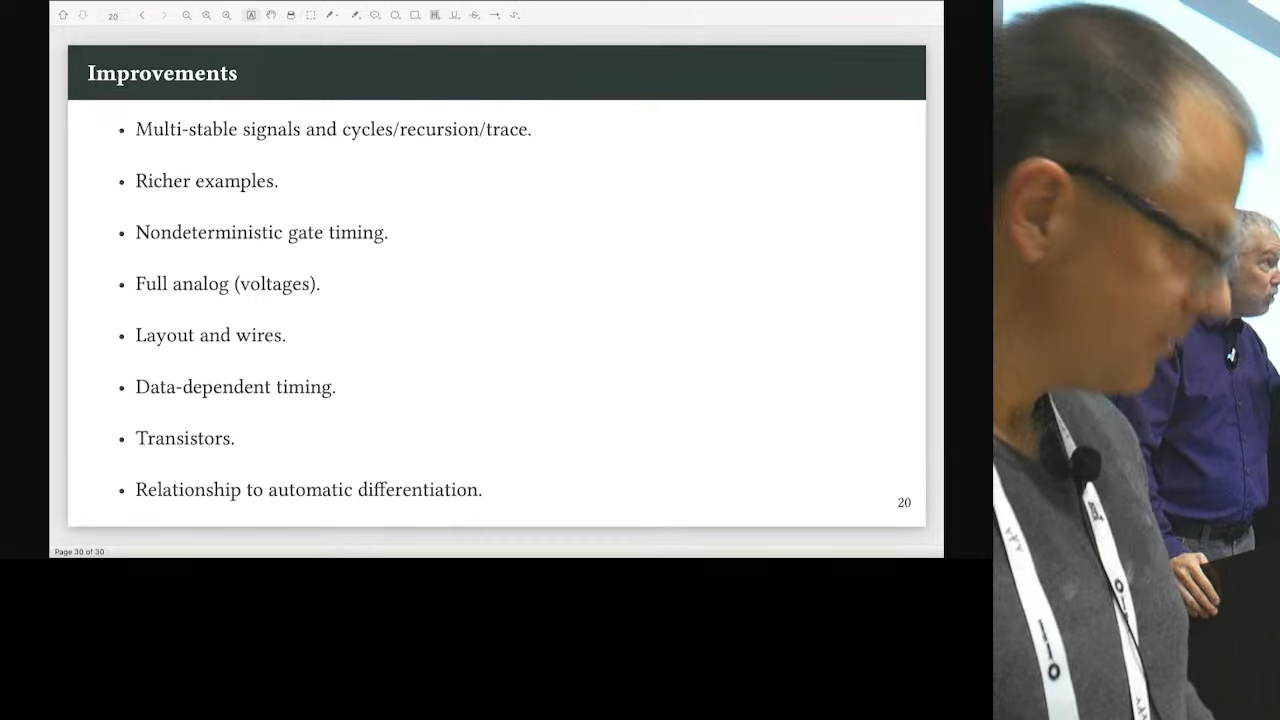 20
Improvements
• Multi-stable signals and cycles/recursion/trace.
• Richer examples.
• Nondeterministic gate timing.
• Full analog (voltages).
• Layout and wires.
• Data-dependent timing.
• Transistors.
• Relationship to automatic differentiation.
20
Page 30 of 30